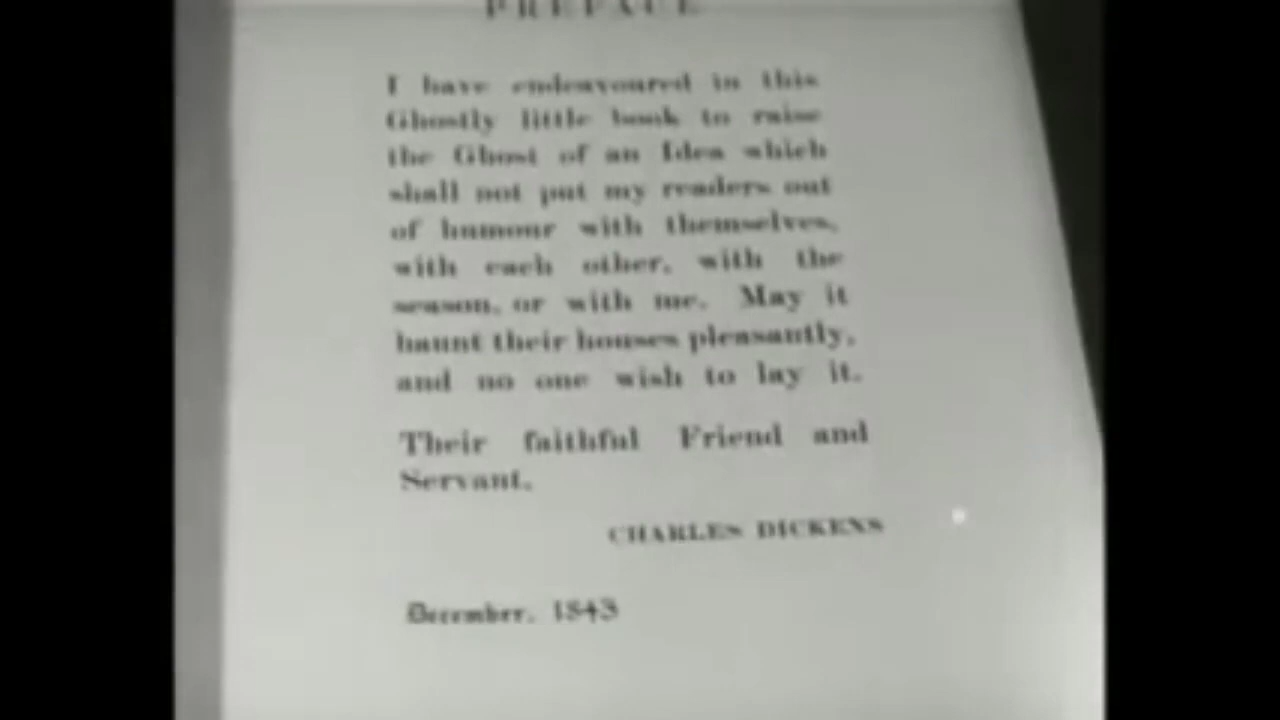 PREFACE
I have endeavoured in this
Ghostly little book to raise
the Ghost of an Idea which
shall not put my readers out
of humour with themselves,
with each other, with the
season, or with me. May it
haunt their houses pleasantly,
and no one wish to lay it.
Their faithful Friend and
Servant,
CHARLES DICKENS
December, 1843